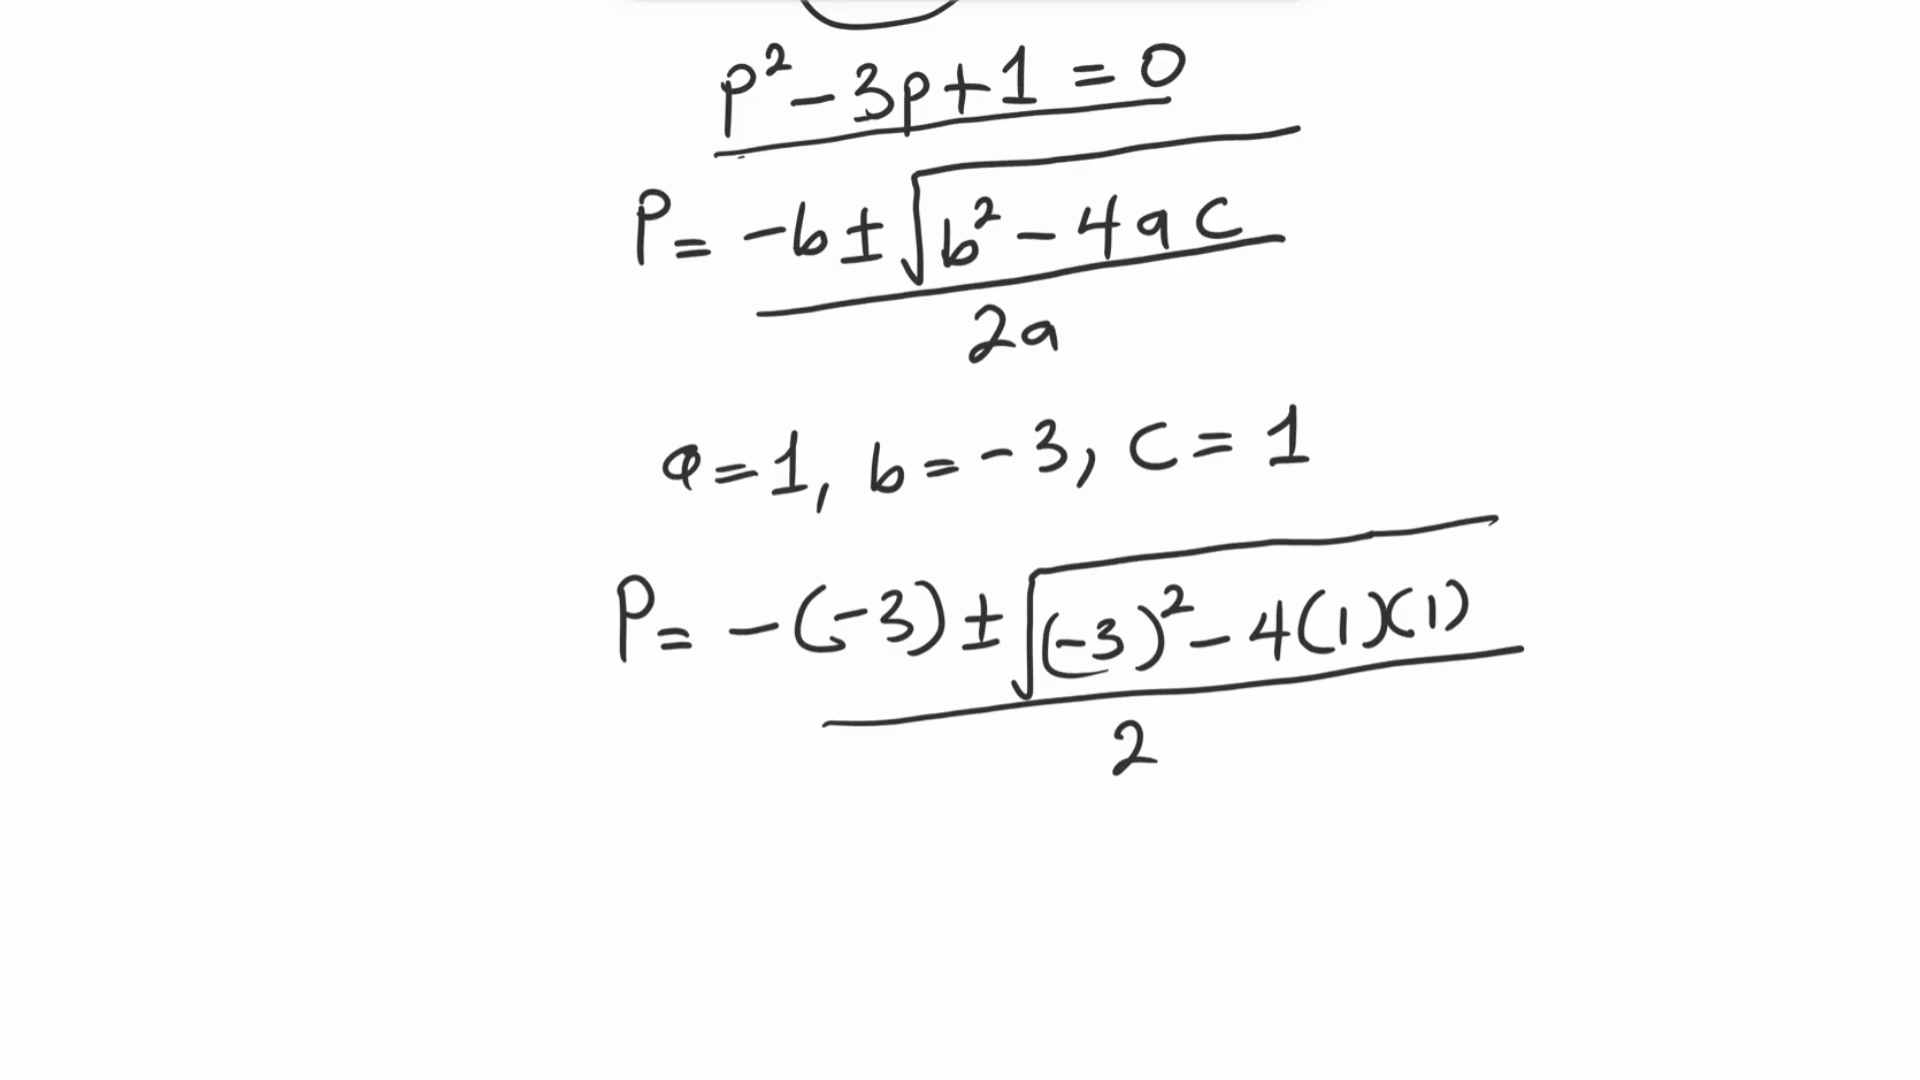 p² - 3p + 1 = 0
P = (-b ± √(b² - 4ac)) / 2a
a = 1, b = -3, c = 1
P = (-(-3) ± √((-3)² - 4(1)(1))) / 2